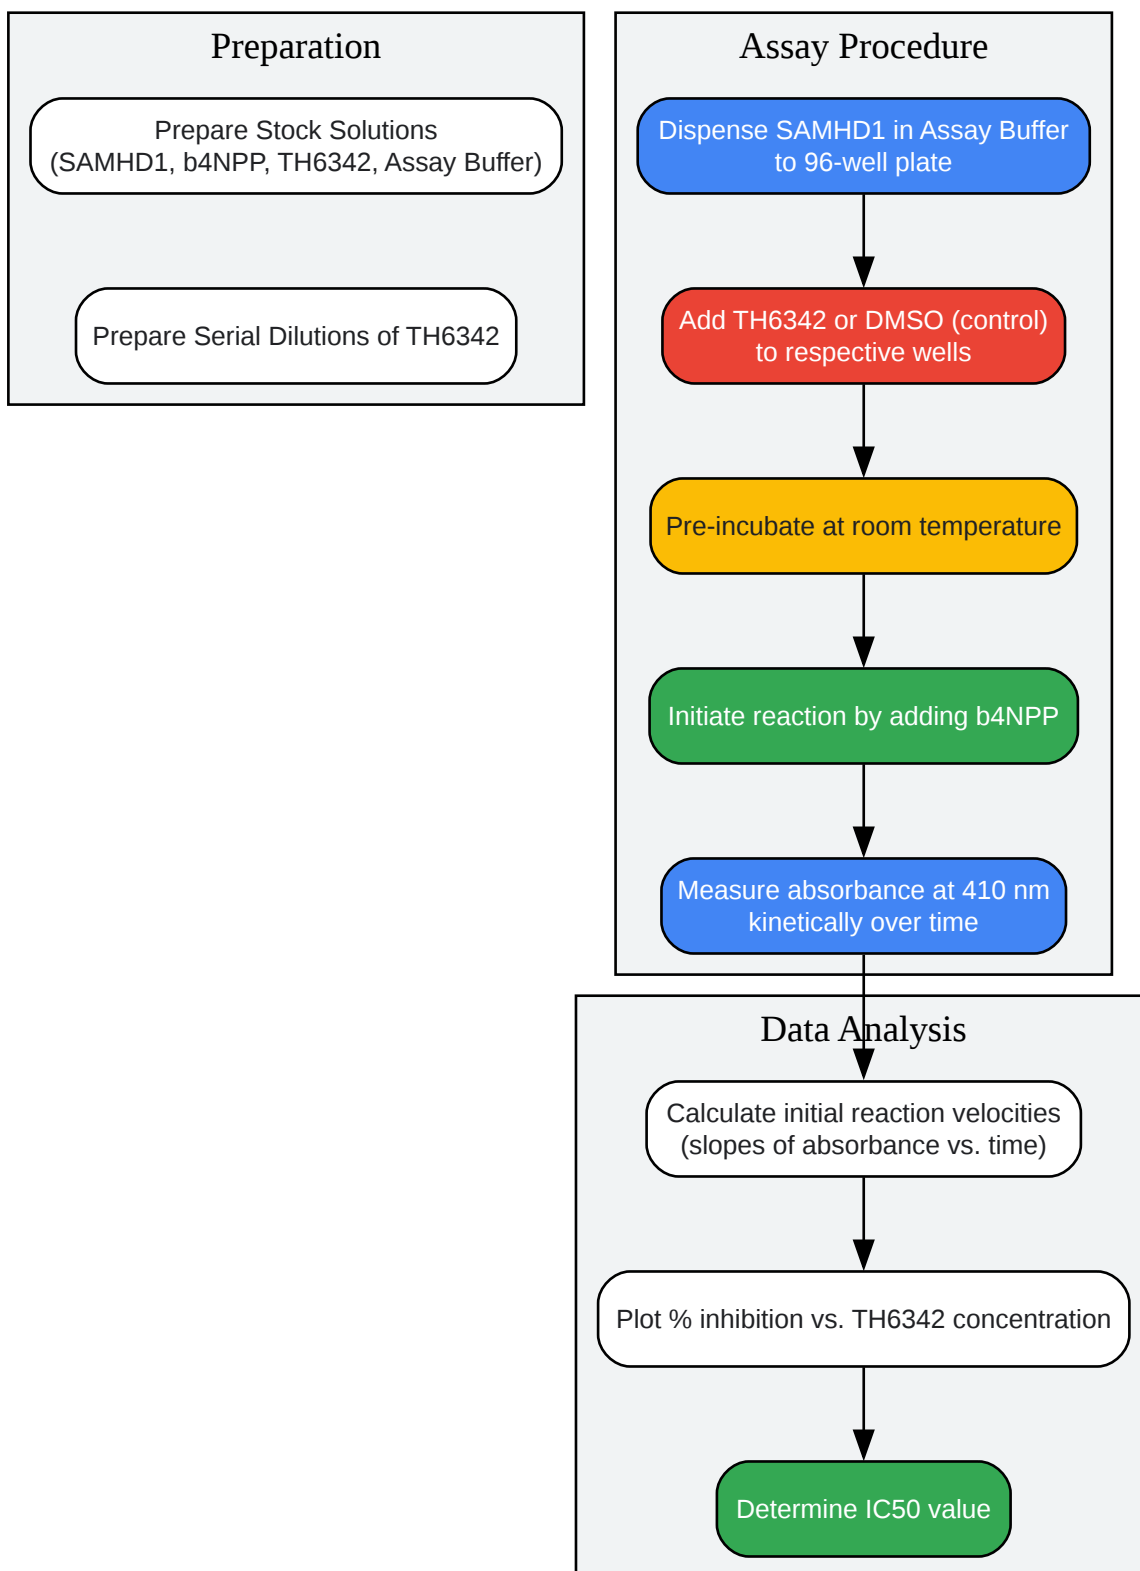 Preparation
Prepare Stock Solutions
(SAMHD1, b4NPP, TH6342, Assay Buffer)
Prepare Serial Dilutions of TH6342
Assay Procedure
Dispense SAMHD1 in Assay Buffer
to 96-well plate
Add TH6342 or DMSO (control)
to respective wells
Pre-incubate at room temperature
Initiate reaction by adding b4NPP
Measure absorbance at 410 nm
kinetically over time
Data Analysis
Calculate initial reaction velocities
(slopes of absorbance vs. time)
Plot % inhibition vs. TH6342 concentration
Determine IC50 value